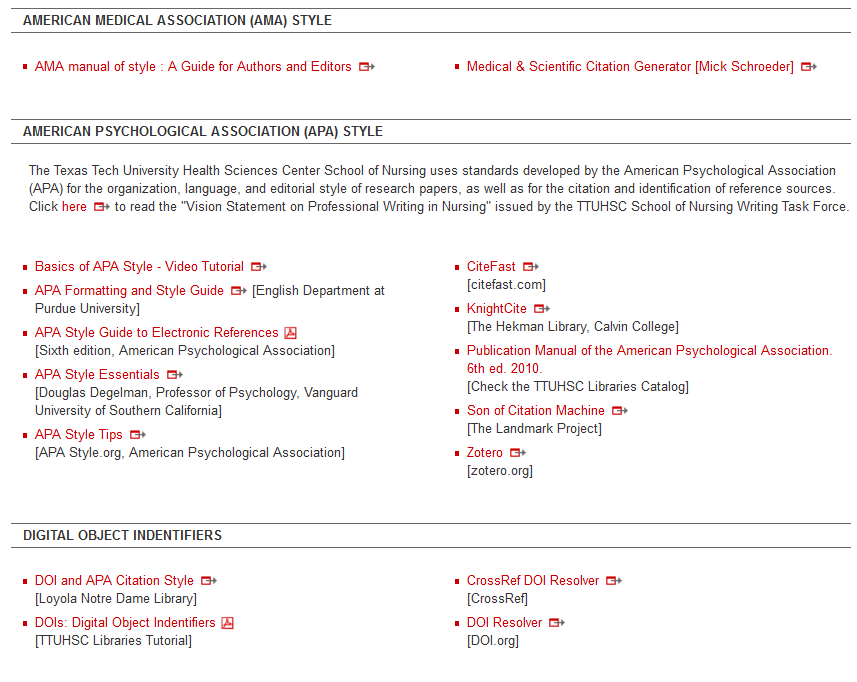 AMERICAN MEDICAL ASSOCIATION (AMA) STYLE
AMA manual of style : A Guide for Authors and Editors
Medical & Scientific Citation Generator [Mick Schroeder]
AMERICAN PSYCHOLOGICAL ASSOCIATION (APA) STYLE
The Texas Tech University Health Sciences Center School of Nursing uses standards developed by the American Psychological Association
(APA) for the organization, language, and editorial style of research papers, as well as for the citation and identification of reference sources.
Click here to read the "Vision Statement on Professional Writing in Nursing" issued by the TTUHSC School of Nursing Writing Task Force.
Basics of APA Style - Video Tutorial
APA Formatting and Style Guide [English Department at
Purdue University]
APA Style Guide to Electronic References
[Sixth edition, American Psychological Association]
APA Style Essentials
[Douglas Degelman, Professor of Psychology, Vanguard
University of Southern California]
APA Style Tips
[APA Style.org, American Psychological Association]
CiteFast
[citefast.com]
KnightCite
[The Hekman Library, Calvin College]
Publication Manual of the American Psychological Association.
6th ed. 2010.
[Check the TTUHSC Libraries Catalog]
Son of Citation Machine
[The Landmark Project]
Zotero
[zotero.org]
DIGITAL OBJECT INDENTIFIERS
DOI and APA Citation Style
[Loyola Notre Dame Library]
DOIs: Digital Object Indentifiers
[TTUHSC Libraries Tutorial]
CrossRef DOI Resolver
[CrossRef]
DOI Resolver
[DOI.org]